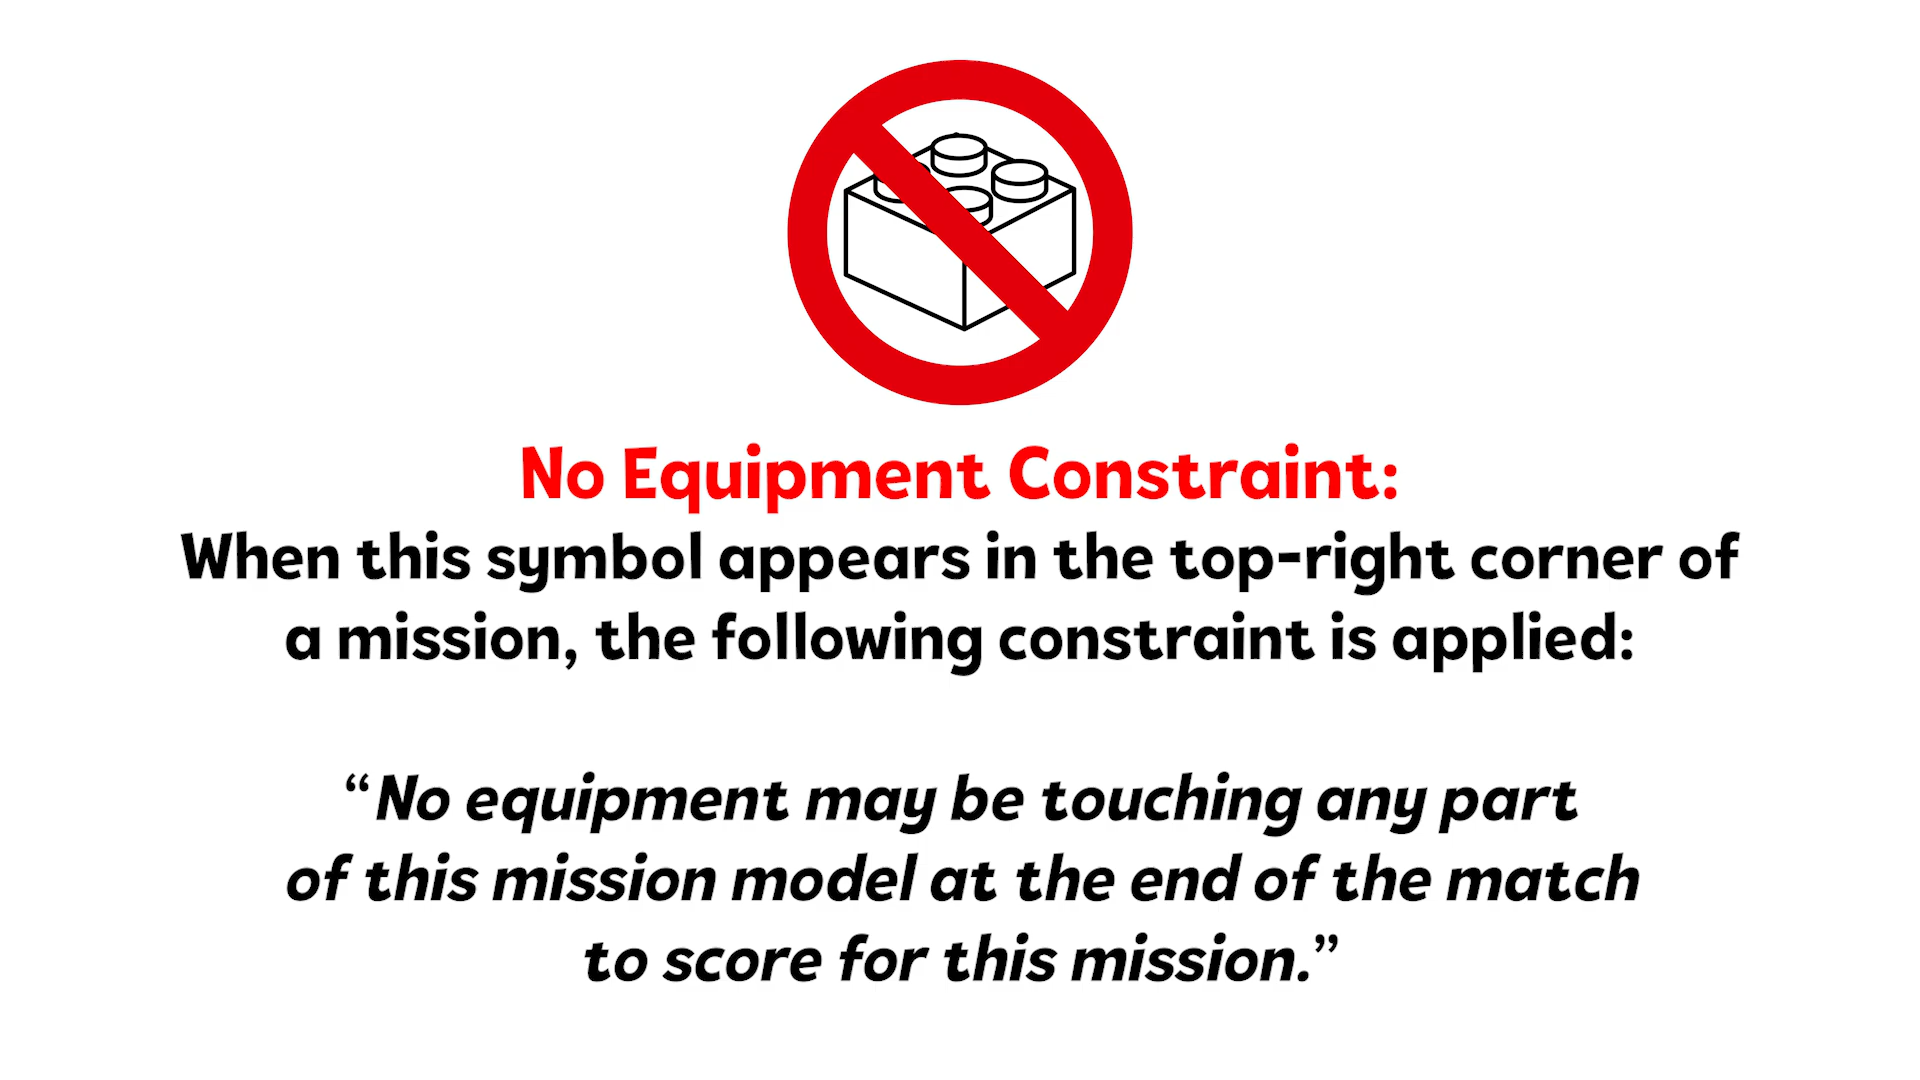 No Equipment Constraint:
When this symbol appears in the top-right corner of
a mission, the following constraint is applied:
“No equipment may be touching any part
of this mission model at the end of the match
to score for this mission.”